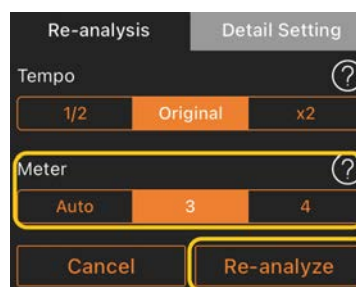 Re-analysis Detail Setting
Tempo ?
1/2 Original x2
Meter ?
Auto 3 4
Cancel Re-analyze